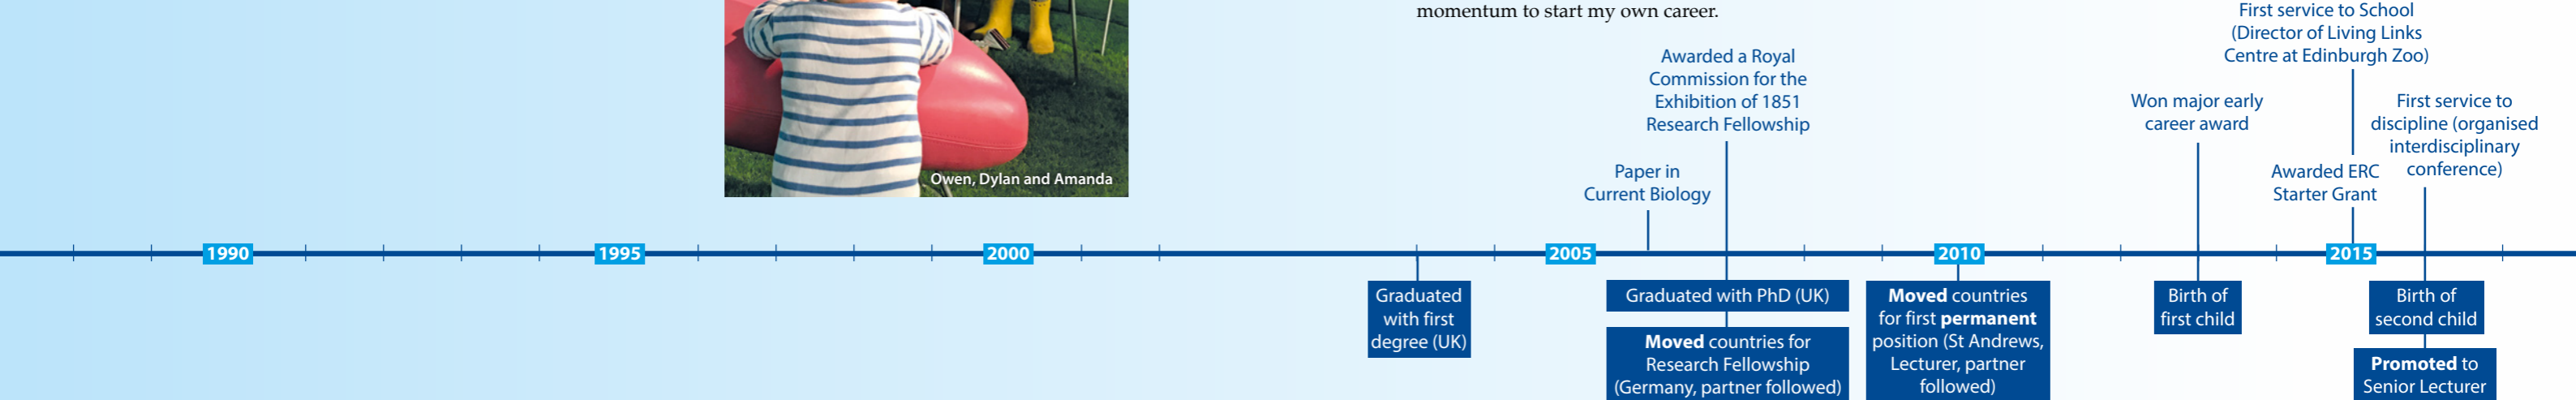 momentum to start my own career.
Owen, Dylan and Amanda
Paper in
Current Biology
Awarded a Royal
Commission for the
Exhibition of 1851
Research Fellowship
Won major early
career award
First service to School
(Director of Living Links
Centre at Edinburgh Zoo)
Awarded ERC
Starter Grant
First service to
discipline (organised
interdisciplinary
conference)
1990
1995
2000
2005
2010
2015
Graduated
with first
degree (UK)
Graduated with PhD (UK)
Moved countries for
Research Fellowship
(Germany, partner followed)
Moved countries
for first permanent
position (St Andrews,
Lecturer, partner
followed)
Birth of
first child
Birth of
second child
Promoted to
Senior Lecturer